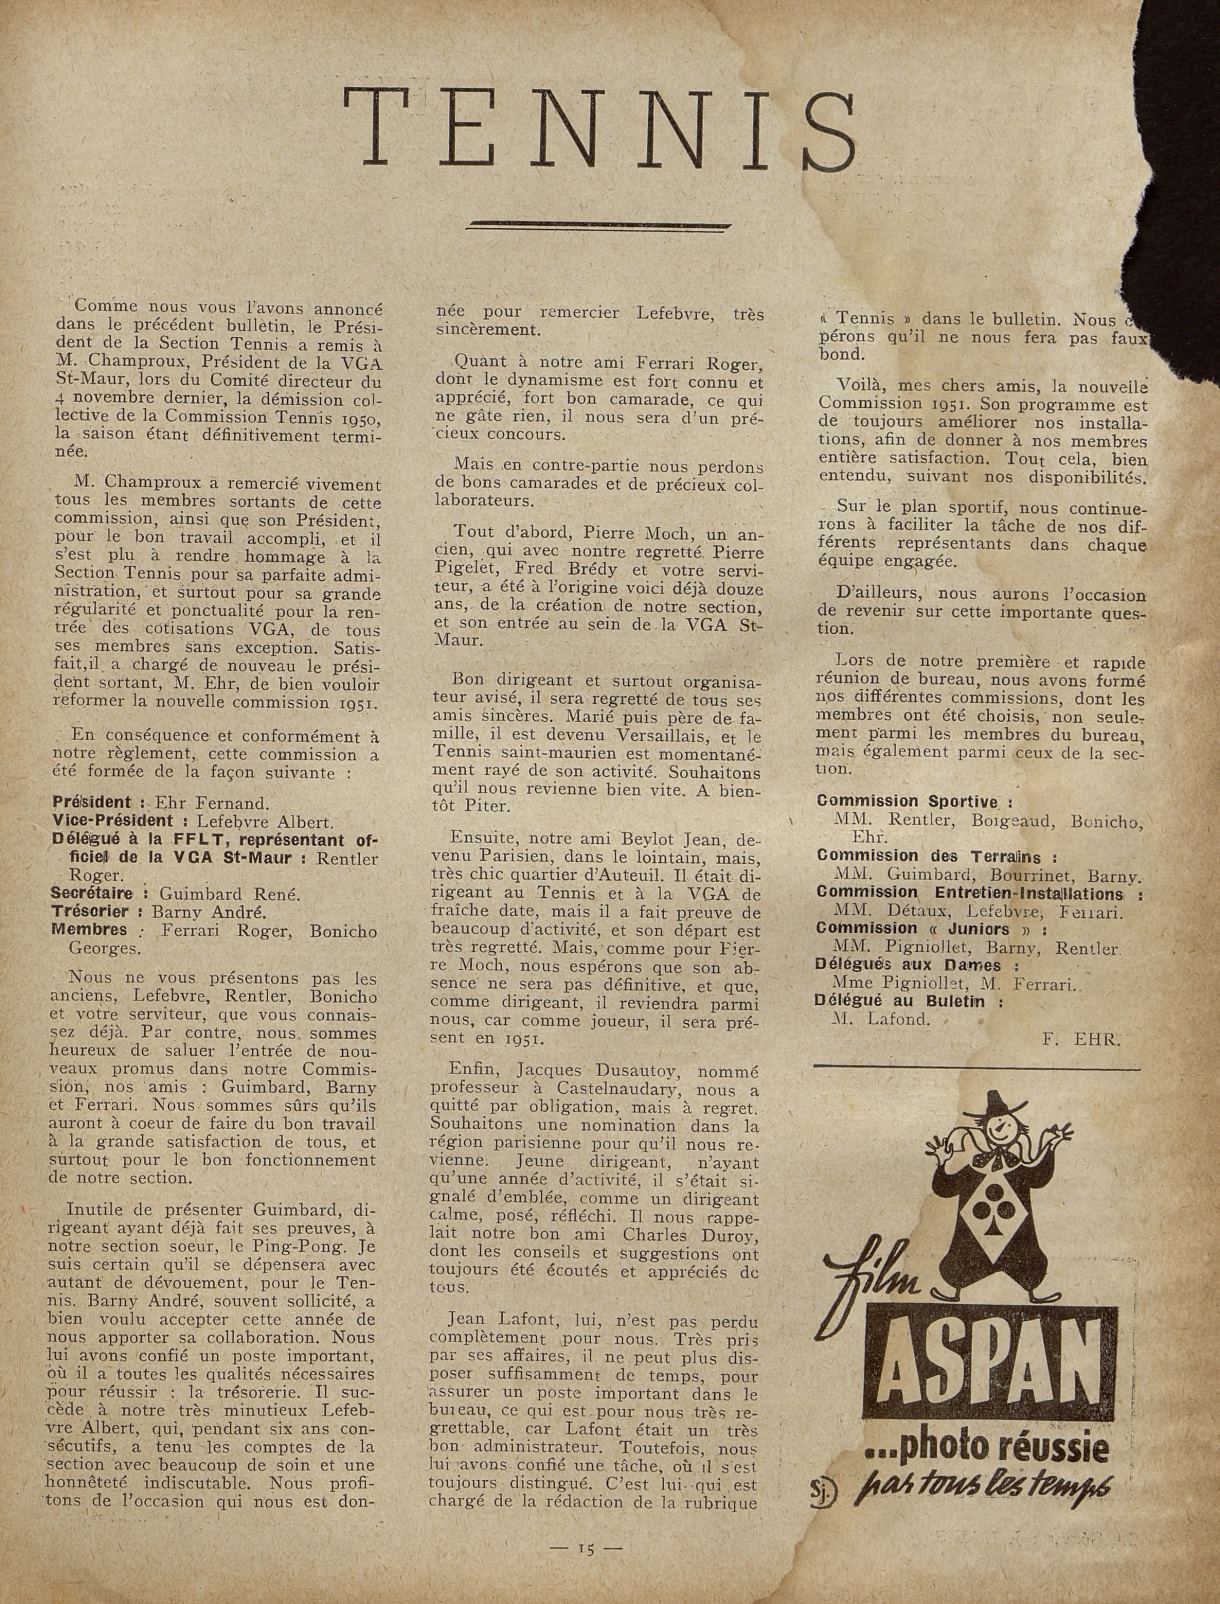 TENNIS
Comme nous vous l'avons annoncé
dans le précédent bulletin, le Prési-
dent de la Section Tennis a remis à
M. Champroux, Président de la VGA
St-Maur, lors du Comité directeur du
4 novembre dernier, la démission col-
lective de la Commission Tennis 1950,
la saison étant définitivement termi-
née.
M. Champroux a remercié vivement
tous les membres sortants de cette
commission, ainsi que son Président,
pour le bon travail accompli, et il
s'est plu à rendre hommage à la
Section Tennis pour sa parfaite admi-
nistration, et surtout pour sa grande
régularité et ponctualité pour la ren-
trée des cotisations VGA, de tous
ses membres sans exception. Satis-
fait,il a chargé de nouveau le prési-
dent sortant, M. Ehr, de bien vouloir
reformer la nouvelle commission 1951.
En conséquence et conformément à
notre règlement, cette commission a
été formée de la façon suivante :
Président : Ehr Fernand.
Vice-Président : Lefebvre Albert.
Délégué à la FFLT, représentant of-
ficiel de la VGA St-Maur : Rentler
Roger.
Secrétaire : Guimbard René.
Trésorier : Barny André.
Membres : Ferrari Roger, Bonicho
Georges.
Nous ne vous présentons pas les
anciens, Lefebvre, Rentler, Bonicho
et votre serviteur, que vous connais-
sez déjà. Par contre, nous sommes
heureux de saluer l'entrée de nou-
veaux promus dans notre Commis-
sion, nos amis : Guimbard, Barny
et Ferrari. Nous sommes sûrs qu'ils
auront à coeur de faire du bon travail
à la grande satisfaction de tous, et
surtout pour le bon fonctionnement
de notre section.
Inutile de présenter Guimbard, di-
rigeant ayant déjà fait ses preuves, à
notre section soeur, le Ping-Pong. Je
suis certain qu'il se dépensera avec
autant de dévouement, pour le Ten-
nis. Barny André, souvent sollicité, a
bien voulu accepter cette année de
nous apporter sa collaboration. Nous
lui avons confié un poste important,
où il a toutes les qualités nécessaires
pour réussir : la trésorerie. Il suc-
cède à notre très minutieux Lefeb-
vre Albert, qui, pendant six ans con-
sécutifs, a tenu les comptes de la
section avec beaucoup de soin et une
honnêteté indiscutable. Nous profi-
tons de l'occasion qui nous est don-
née pour remercier Lefebvre, très
sincèrement.
Quant à notre ami Ferrari Roger,
dont le dynamisme est fort connu et
apprécié, fort bon camarade, ce qui
ne gâte rien, il nous sera d'un pré-
cieux concours.
Mais en contre-partie nous perdons
de bons camarades et de précieux col-
laborateurs.
Tout d'abord, Pierre Moch, un an-
cien, qui avec nontre regretté Pierre
Pigelet, Fred Brédy et votre servi-
teur, a été à l'origine voici déjà douze
ans, de la création de notre section,
et son entrée au sein de la VGA St-
Maur.
Bon dirigeant et surtout organisa-
teur avisé, il sera regretté de tous ses
amis sincères. Marié puis père de fa-
mille, il est devenu Versaillais, et le
Tennis saint-maurien est momentané-
ment rayé de son activité. Souhaitons
qu'il nous revienne bien vite. A bien-
tôt Piter.
Ensuite, notre ami Beylot Jean, de-
venu Parisien, dans le lointain, mais,
très chic quartier d'Auteuil. Il était di-
rigeant au Tennis et à la VGA de
fraîche date, mais il a fait preuve de
beaucoup d'activité, et son départ est
très regretté. Mais, comme pour Pier-
re Moch, nous espérons que son ab-
sence ne sera pas définitive, et que,
comme dirigeant, il reviendra parmi
nous, car comme joueur, il sera pré-
sent en 1951.
Enfin, Jacques Dusautoy, nommé
professeur à Castelnaudary, nous a
quitté par obligation, mais à regret.
Souhaitons une nomination dans la
région parisienne pour qu'il nous re-
vienne. Jeune dirigeant, n'ayant
qu'une année d'activité, il s'était si-
gnalé d'emblée, comme un dirigeant
calme, posé, réfléchi. Il nous rappe-
lait notre bon ami Charles Duroy,
dont les conseils et suggestions ont
toujours été écoutés et appréciés de
tous.
Jean Lafont, lui, n'est pas perdu
complètement pour nous. Très pris
par ses affaires, il ne peut plus dis-
poser suffisamment de temps, pour
assurer un poste important dans le
bureau, ce qui est pour nous très re-
grettable, car Lafont était un très
bon administrateur. Toutefois, nous
lui avons confié une tâche, où il s'est
toujours distingué. C'est lui qui est
chargé de la rédaction de la rubrique
« Tennis » dans le bulletin. Nous
pérons qu'il ne nous fera pas faux
bond.
Voilà, mes chers amis, la nouvelle
Commission 1951. Son programme est
de toujours améliorer nos installa-
tions, afin de donner à nos membres
entière satisfaction. Tout cela, bien
entendu, suivant nos disponibilités.
Sur le plan sportif, nous continue-
rons à faciliter la tâche de nos dif-
férents représentants dans chaque
équipe engagée.
D'ailleurs, nous aurons l'occasion
de revenir sur cette importante ques-
tion.
Lors de notre première et rapide
réunion de bureau, nous avons formé
nos différentes commissions, dont les
membres ont été choisis, non seule-
ment parmi les membres du bureau,
mais également parmi ceux de la sec-
tion.
Commission Sportive :
MM. Rentler, Boigeaud, Bonicho,
Ehr.
Commission des Terrains :
MM. Guimbard, Bourrinet, Barny.
Commission Entretien-Installations :
MM. Détaux, Lefebvre, Ferrari.
Commission « Juniors » :
MM. Pigniollet, Barny, Rentler.
Délégués aux Dames :
Mme Pigniollet, M. Ferrari.
Délégué au Buletin :
M. Lafond.
F. EHR.
film
ASPAN
...photo réussie
par tous les temps
Sj.
— 15 —